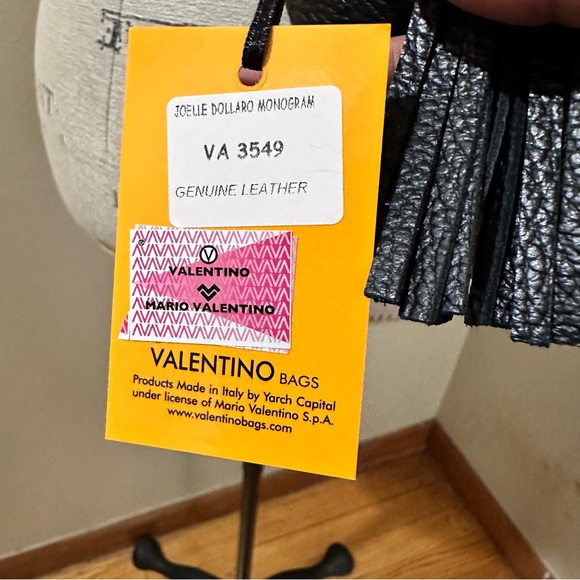 JOELLE DOLLARO MONOGRAM
VA 3549
GENUINE LEATHER
V
VALENTINO
MARIO VALENTINO
VALENTINO BAGS
Products Made in Italy by Yarch Capital
under license of Mario Valentino S.p.A.
www.valentinobags.com